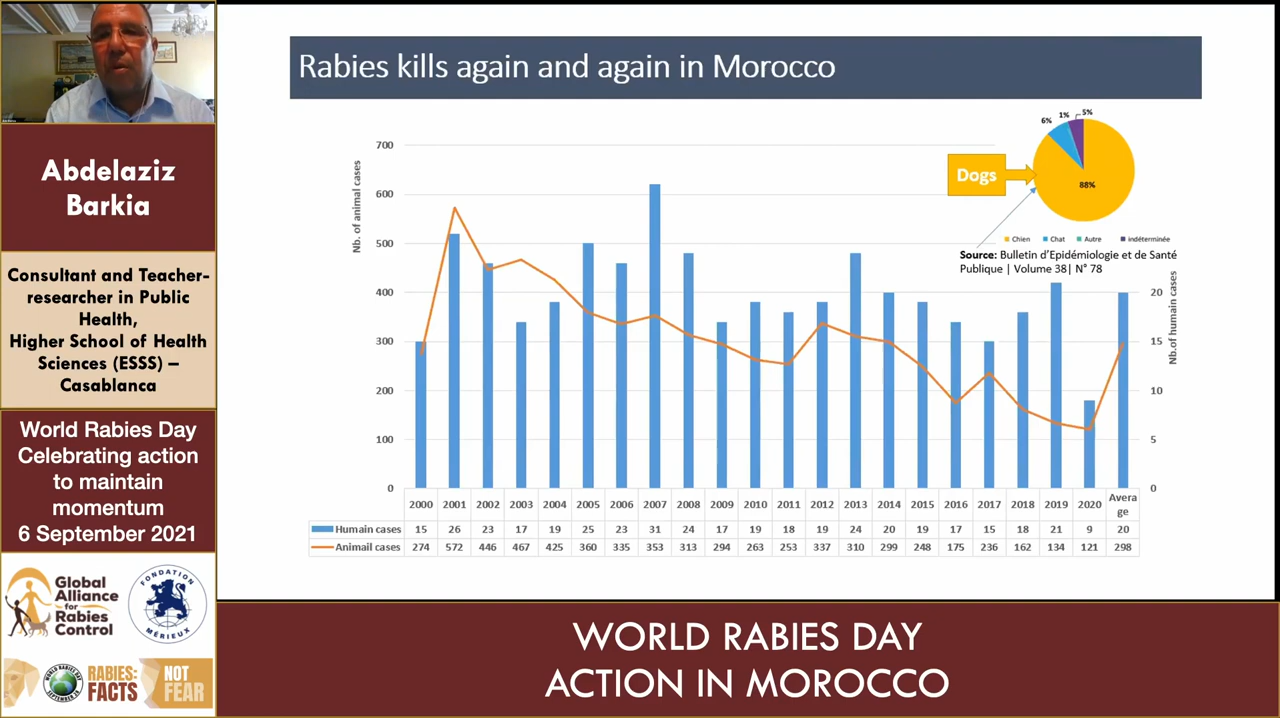 Rabies kills again and again in Morocco
Abdelaziz
Barkia
Consultant and Teacher-
researcher in Public
Health,
Higher School of Health
Sciences (ESSS) –
Casablanca
World Rabies Day
Celebrating action
to maintain
momentum
6 September 2021
Global
Alliance
for
Rabies
Control
FONDATION
MÉRIEUX
WORLD RABIES DAY
SEPTEMBER 28
RABIES:
FACTS
NOT
FEAR
Nb. of animal cases
700
600
500
400
300
200
100
0
6% 1% 5%
Dogs
88%
Chien Chat Autre indéterminée
Source: Bulletin d'Epidémiologie et de Santé
Publique | Volume 38| N° 78
Nb.of humain cases
20
15
10
5
0
2000 2001 2002 2003 2004 2005 2006 2007 2008 2009 2010 2011 2012 2013 2014 2015 2016 2017 2018 2019 2020 Avera
ge
Humain cases 15 26 23 17 19 25 23 31 24 17 19 18 19 24 20 19 17 15 18 21 9 20
Animail cases 274 572 446 467 425 360 335 353 313 294 263 253 337 310 299 248 175 236 162 134 121 298
WORLD RABIES DAY
ACTION IN MOROCCO